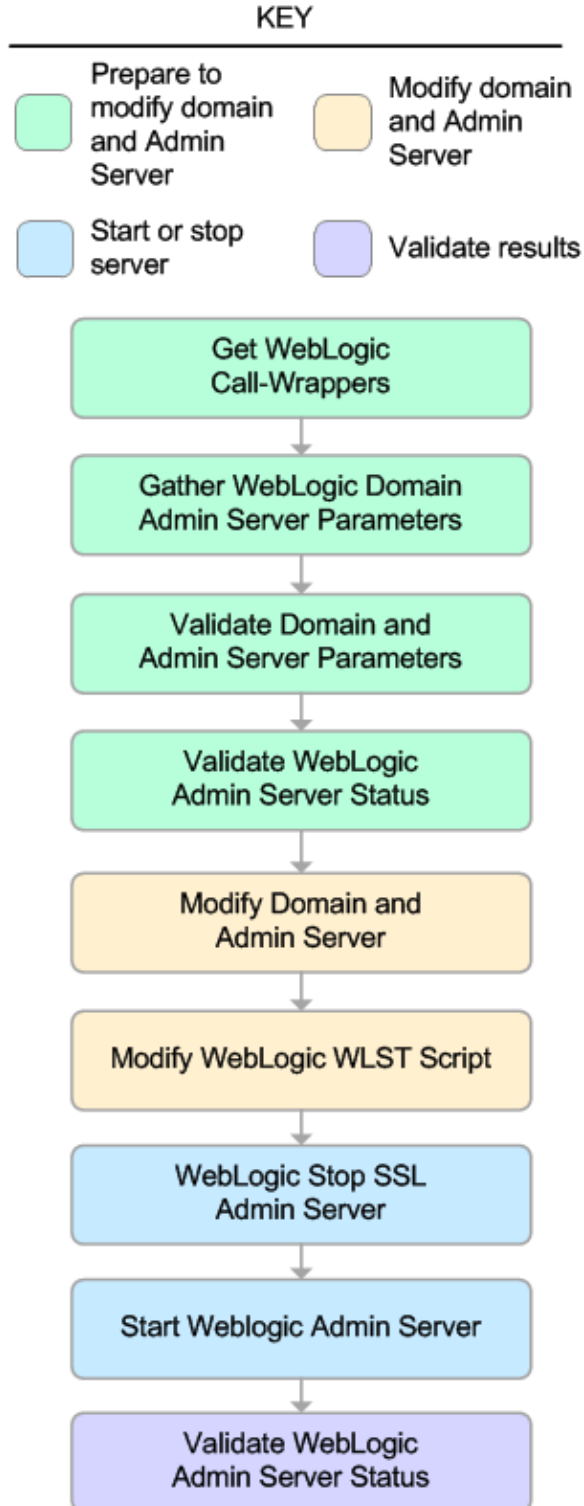 KEY
Prepare to
modify domain
and Admin
Server
Modify domain
and Admin
Server
Start or stop
server
Validate results
Get WebLogic
Call-Wrappers
Gather WebLogic Domain
Admin Server Parameters
Validate Domain and
Admin Server Parameters
Validate WebLogic
Admin Server Status
Modify Domain and
Admin Server
Modify WebLogic WLST Script
WebLogic Stop SSL
Admin Server
Start Weblogic Admin Server
Validate WebLogic
Admin Server Status